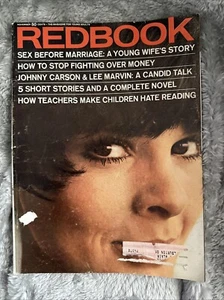 REDBOOK
SEX BEFORE MARRIAGE: A YOUNG WIFE'S STORY
HOW TO STOP FIGHTING OVER MONEY
JOHNNY CARSON & LEE MARVIN: A CANDID TALK
5 SHORT STORIES AND A COMPLETE NOVEL
HOW TEACHERS MAKE CHILDREN HATE READING